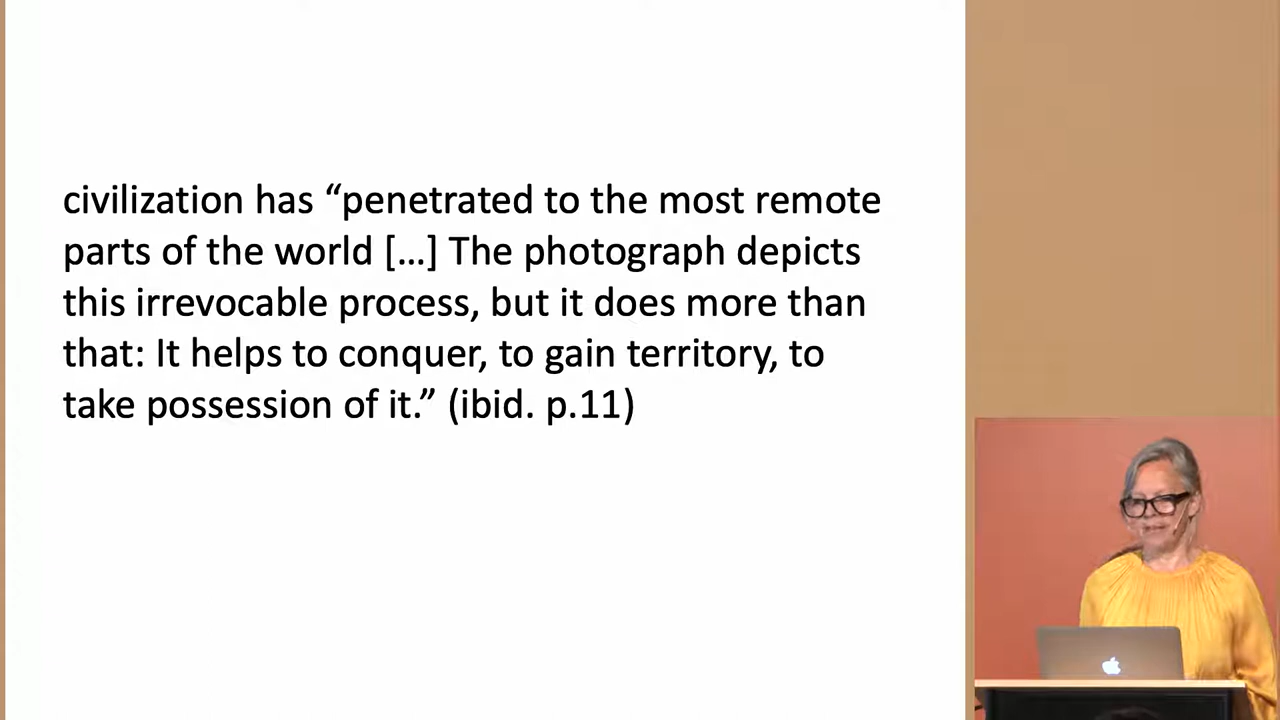 civilization has “penetrated to the most remote
parts of the world […] The photograph depicts
this irrevocable process, but it does more than
that: It helps to conquer, to gain territory, to
take possession of it.” (ibid. p.11)